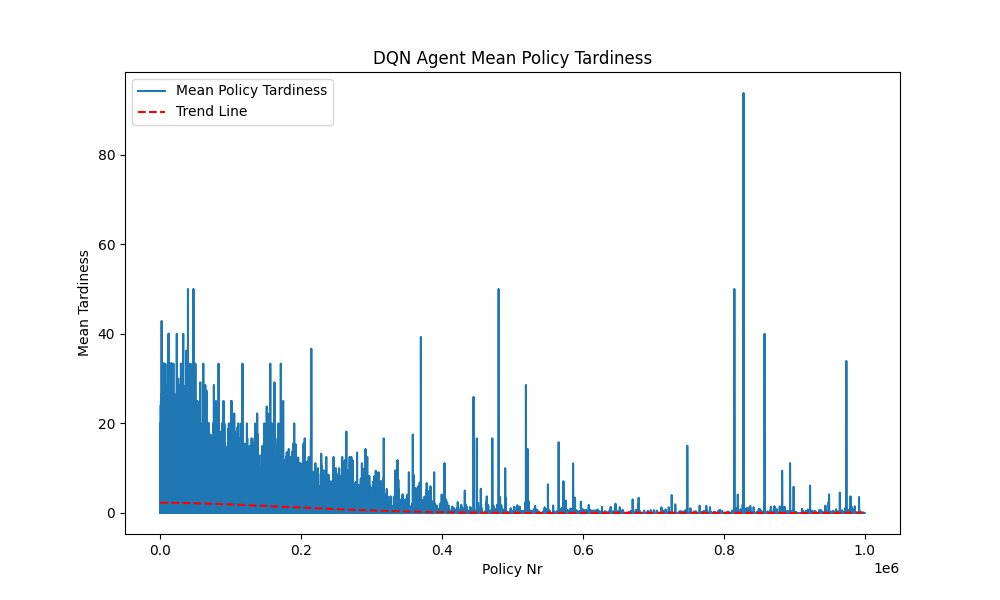 DQN Agent Mean Policy Tardiness
Mean Policy Tardiness
Trend Line
Mean Tardiness
80
60
40
20
0
0.0 0.2 0.4 0.6 0.8 1.0
1e6
Policy Nr